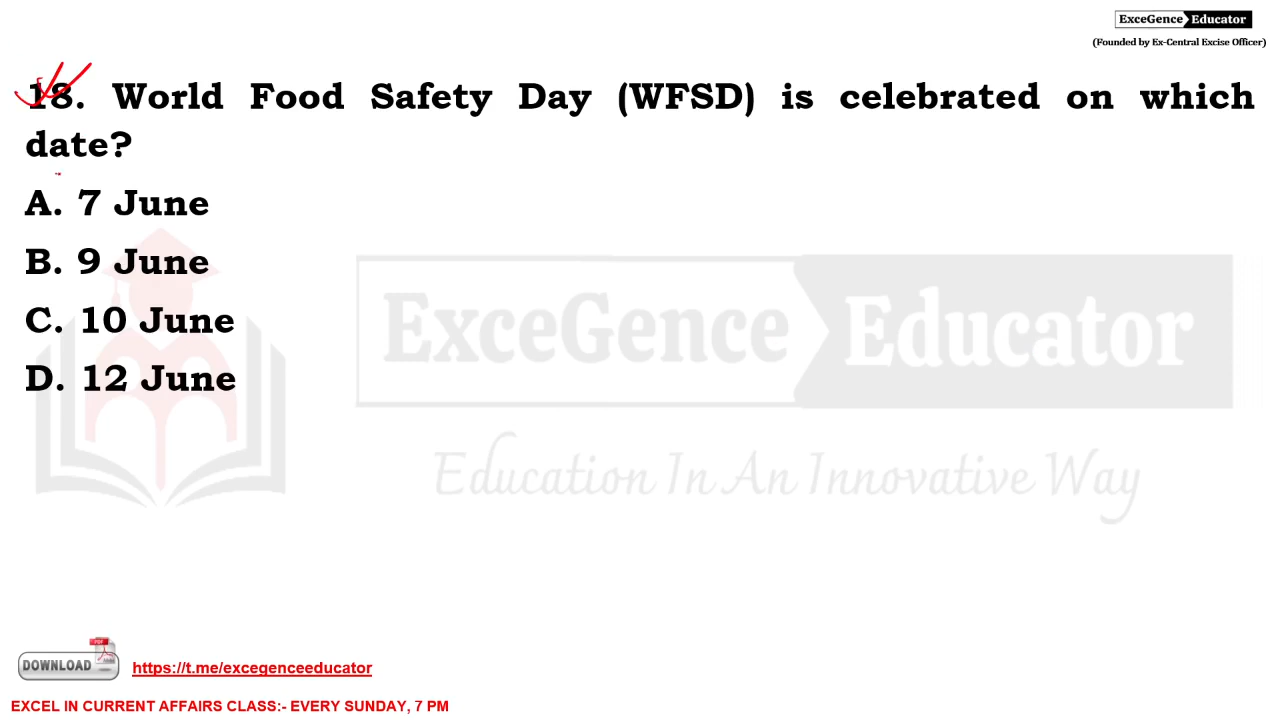 ExceGence Educator
(Founded by Ex-Central Excise Officer)
18. World Food Safety Day (WFSD) is celebrated on which
date?
A. 7 June
B. 9 June
C. 10 June
D. 12 June
ExceGence Educator
Education In An Innovative Way
PDF
DOWNLOAD https://t.me/excegenceeducator
EXCEL IN CURRENT AFFAIRS CLASS:- EVERY SUNDAY, 7 PM